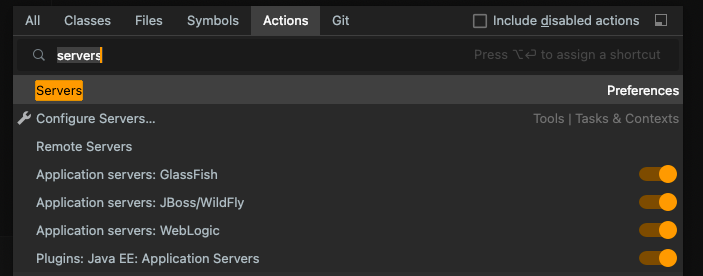 All Classes Files Symbols Actions Git Include disabled actions
servers Press ⌥⏎ to assign a shortcut
Servers Preferences
Configure Servers... Tools | Tasks & Contexts
Remote Servers
Application servers: GlassFish
Application servers: JBoss/WildFly
Application servers: WebLogic
Plugins: Java EE: Application Servers